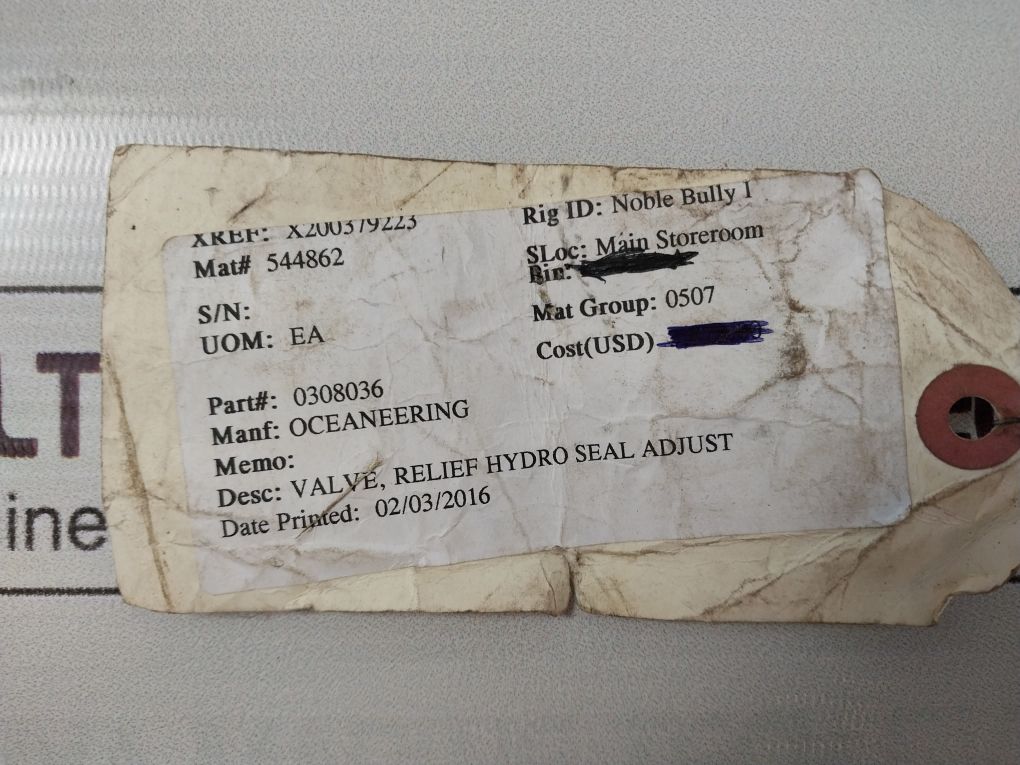 XREF: X200379223
Mat# 544862
S/N:
UOM: EA
Part#: 0308036
Manf: OCEANEERING
Memo:
Desc: VALVE, RELIEF HYDRO SEAL ADJUST
Date Printed: 02/03/2016
Rig ID: Noble Bully I
SLoc: Main Storeroom
Bin:
Mat Group: 0507
Cost(USD)
LT
ine